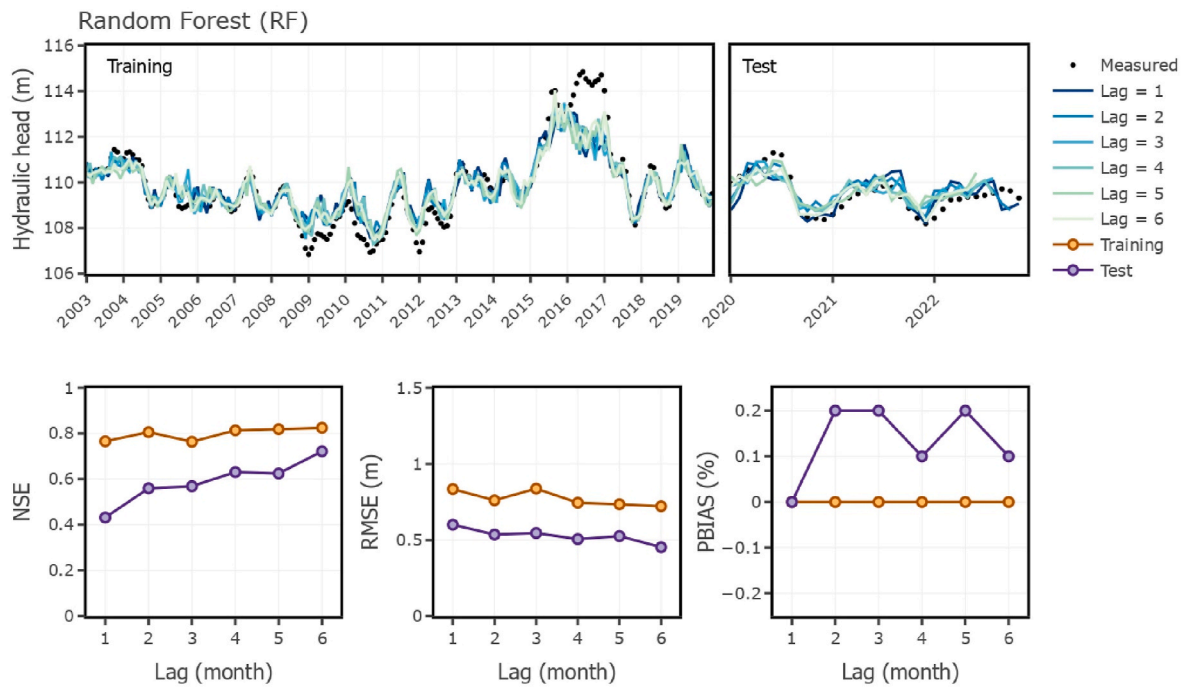 Random Forest (RF)
Hydraulic head (m)
116
114
112
110
108
106
Training
Test
2003
2004
2005
2006
2007
2008
2009
2010
2011
2012
2013
2014
2015
2016
2017
2018
2019
2020
2021
2022
Measured
Lag = 1
Lag = 2
Lag = 3
Lag = 4
Lag = 5
Lag = 6
Training
Test
NSE
1
0.8
0.6
0.4
0.2
0
1 2 3 4 5 6
Lag (month)
RMSE (m)
1.5
1
0.5
0
1 2 3 4 5 6
Lag (month)
PBIAS (%)
0.2
0.1
0
−0.1
−0.2
1 2 3 4 5 6
Lag (month)